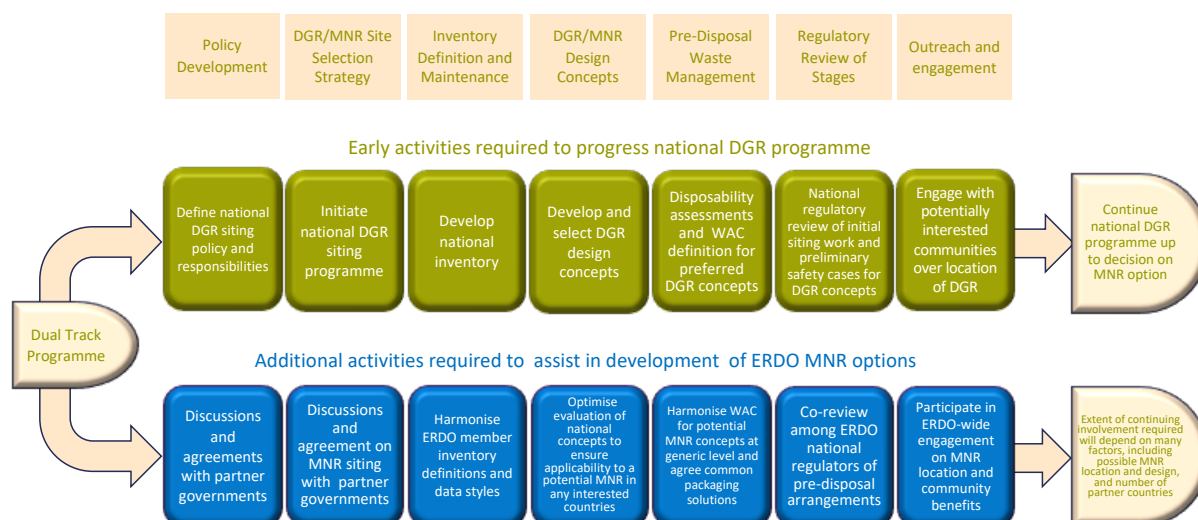 Policy
Development
DGR/MNR Site
Selection
Strategy
Inventory
Definition and
Maintenance
DGR/MNR
Design
Concepts
Pre-Disposal
Waste
Management
Regulatory
Review of
Stages
Outreach and
engagement
Early activities required to progress national DGR programme
Define national
DGR siting
policy and
responsibilities
Initiate
national DGR
siting
programme
Develop
national
inventory
Develop and
select DGR
design
concepts
Disposability
assessments
and WAC
definition for
preferred
DGR concepts
National
regulatory
review of initial
siting work and
preliminary
safety cases for
DGR concepts
Engage with
potentially
interested
communities
over location
of DGR
Continue
national DGR
programme up
to decision on
MNR option
Dual Track
Programme
Additional activities required to assist in development of ERDO MNR options
Discussions
and
agreements
with partner
governments
Discussions
and
agreement on
MNR siting
with partner
governments
Harmonise
ERDO member
inventory
definitions and
data styles
Optimise
evaluation of
national
concepts to
ensure
applicability to a
potential MNR in
any interested
countries
Harmonise WAC
for potential
MNR concepts at
generic level and
agree common
packaging
solutions
Co-review
among ERDO
national
regulators of
pre-disposal
arrangements
Participate in
ERDO-wide
engagement
on MNR
location and
community
benefits
Extent of continuing
involvement required
will depend on many
factors, including
possible MNR
location and design,
and number of
partner countries